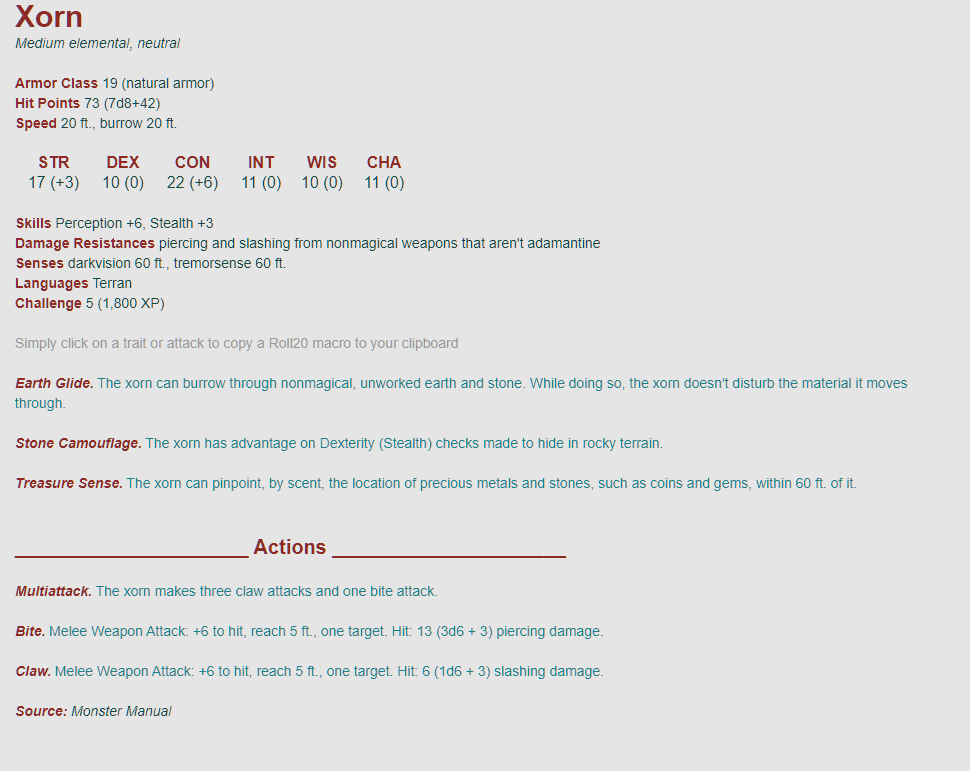 Xorn
Medium elemental, neutral
Armor Class 19 (natural armor)
Hit Points 73 (7d8+42)
Speed 20 ft., burrow 20 ft.
STR DEX CON INT WIS CHA
17 (+3) 10 (0) 22 (+6) 11 (0) 10 (0) 11 (0)
Skills Perception +6, Stealth +3
Damage Resistances piercing and slashing from nonmagical weapons that aren't adamantine
Senses darkvision 60 ft., tremorsense 60 ft.
Languages Terran
Challenge 5 (1,800 XP)
Simply click on a trait or attack to copy a Roll20 macro to your clipboard
Earth Glide. The xorn can burrow through nonmagical, unworked earth and stone. While doing so, the xorn doesn't disturb the material it moves
through.
Stone Camouflage. The xorn has advantage on Dexterity (Stealth) checks made to hide in rocky terrain.
Treasure Sense. The xorn can pinpoint, by scent, the location of precious metals and stones, such as coins and gems, within 60 ft. of it.
Actions
Multiattack. The xorn makes three claw attacks and one bite attack.
Bite. Melee Weapon Attack: +6 to hit, reach 5 ft., one target. Hit: 13 (3d6 + 3) piercing damage.
Claw. Melee Weapon Attack: +6 to hit, reach 5 ft., one target. Hit: 6 (1d6 + 3) slashing damage.
Source: Monster Manual